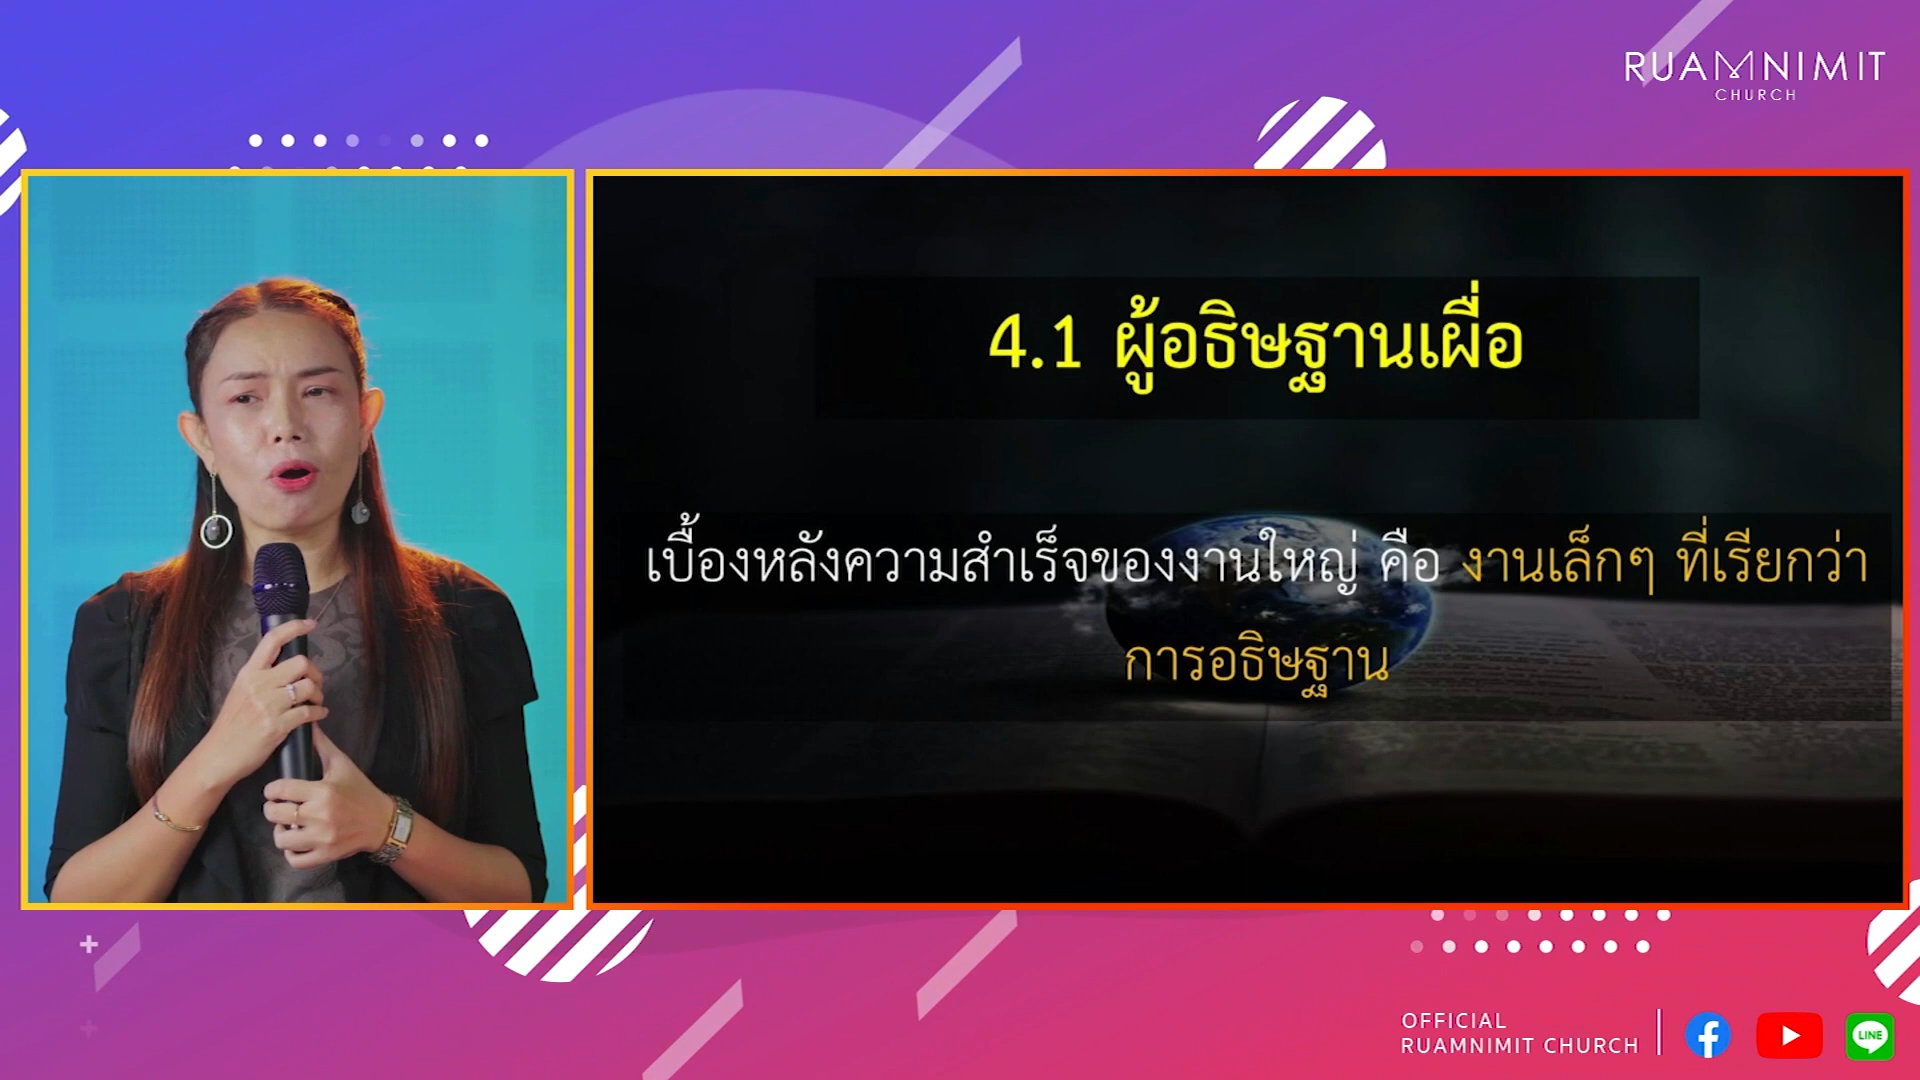 RUAMNIMIT
CHURCH
4.1 ผู้อธิษฐานเผื่อ
เบื้องหลังความสำเร็จของงานใหญ่ คือ งานเล็กๆ ที่เรียกว่า
การอธิษฐาน
OFFICIAL
RUAMNIMIT CHURCH
LINE